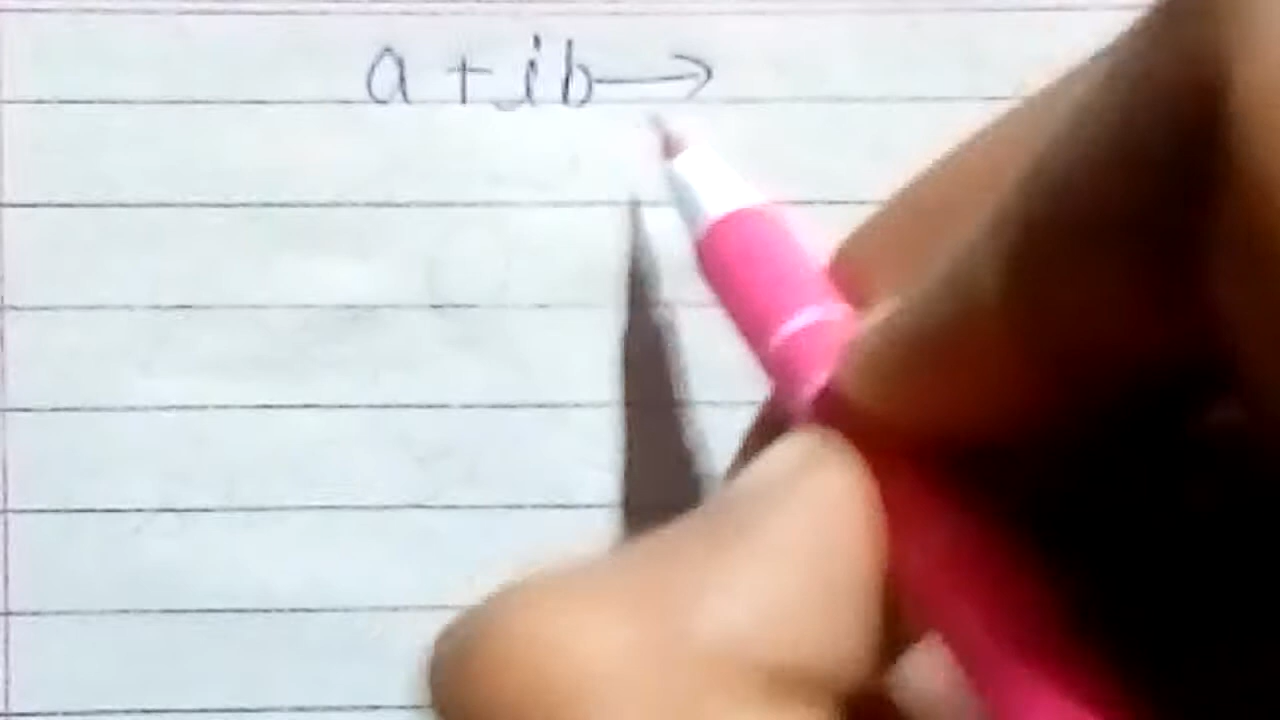 a + ib →